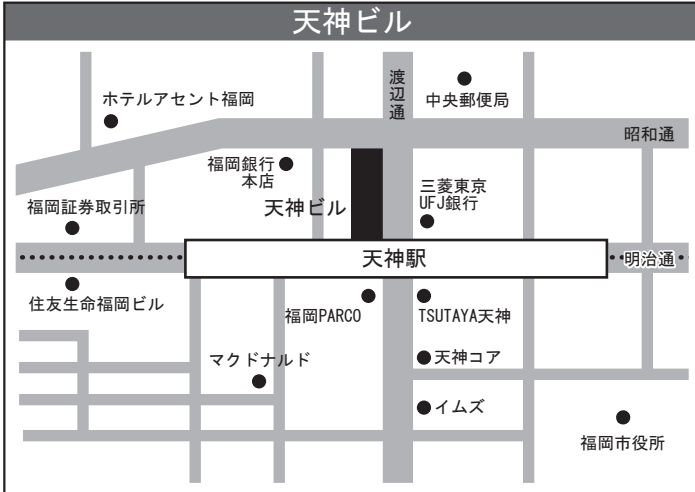 天神ビル
渡辺通
中央郵便局
ホテルアセント福岡
昭和通
福岡銀行
本店
三菱東京
UFJ銀行
天神ビル
福岡証券取引所
天神駅
明治通
住友生命福岡ビル
福岡PARCO
TSUTAYA天神
マクドナルド
天神コア
イムズ
福岡市役所